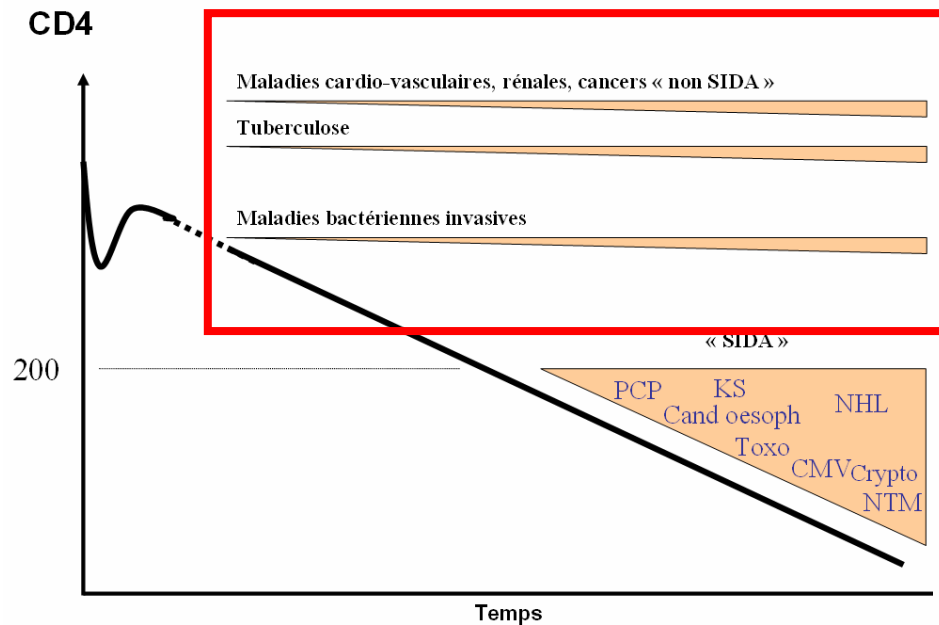 CD4
Maladies cardio-vasculaires, rénales, cancers « non SIDA »
Tuberculose
Maladies bactériennes invasives
« SIDA »
200
PCP
KS
NHL
Cand oesoph
Toxo
CMV
Crypto
NTM
Temps